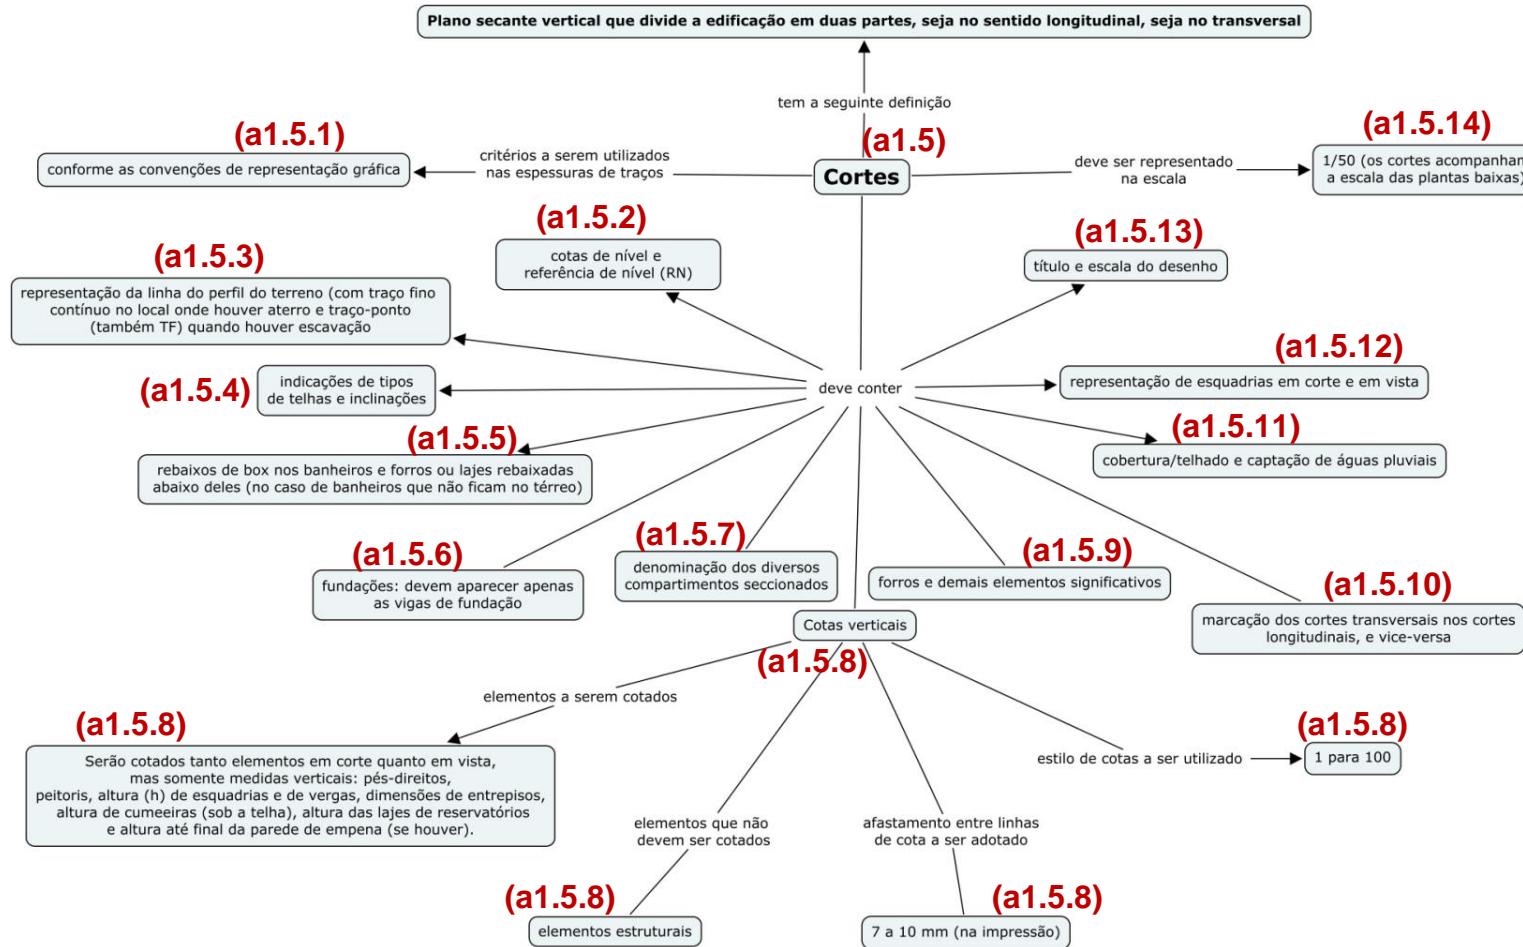 Plano secante vertical que divide a edificação em duas partes, seja no sentido longitudinal, seja no transversal
tem a seguinte definição
(a1.5)
Cortes
(a1.5.1)
conforme as convenções de representação gráfica
critérios a serem utilizados
nas espessuras de traços
deve ser representado
na escala
(a1.5.14)
1/50 (os cortes acompanham
a escala das plantas baixas)
(a1.5.2)
cotas de nível e
referência de nível (RN)
(a1.5.13)
título e escala do desenho
(a1.5.3)
representação da linha do perfil do terreno (com traço fino
contínuo no local onde houver aterro e traço-ponto
(também TF) quando houver escavação
(a1.5.12)
representação de esquadrias em corte e em vista
(a1.5.4)
indicações de tipos
de telhas e inclinações
deve conter
(a1.5.5)
rebaixos de box nos banheiros e forros ou lajes rebaixadas
abaixo deles (no caso de banheiros que não ficam no térreo)
(a1.5.11)
cobertura/telhado e captação de águas pluviais
(a1.5.6)
fundações: devem aparecer apenas
as vigas de fundação
(a1.5.7)
denominação dos diversos
compartimentos seccionados
(a1.5.9)
forros e demais elementos significativos
(a1.5.10)
marcação dos cortes transversais nos cortes
longitudinais, e vice-versa
Cotas verticais
(a1.5.8)
elementos a serem cotados
(a1.5.8)
Serão cotados tanto elementos em corte quanto em vista,
mas somente medidas verticais: pés-direitos,
peitoris, altura (h) de esquadrias e de vergas, dimensões de entrepisos,
altura de cumeeiras (sob a telha), altura das lajes de reservatórios
e altura até final da parede de empena (se houver).
elementos que não
devem ser cotados
(a1.5.8)
elementos estruturais
afastamento entre linhas
de cota a ser adotado
(a1.5.8)
7 a 10 mm (na impressão)
estilo de cotas a ser utilizado
(a1.5.8)
1 para 100